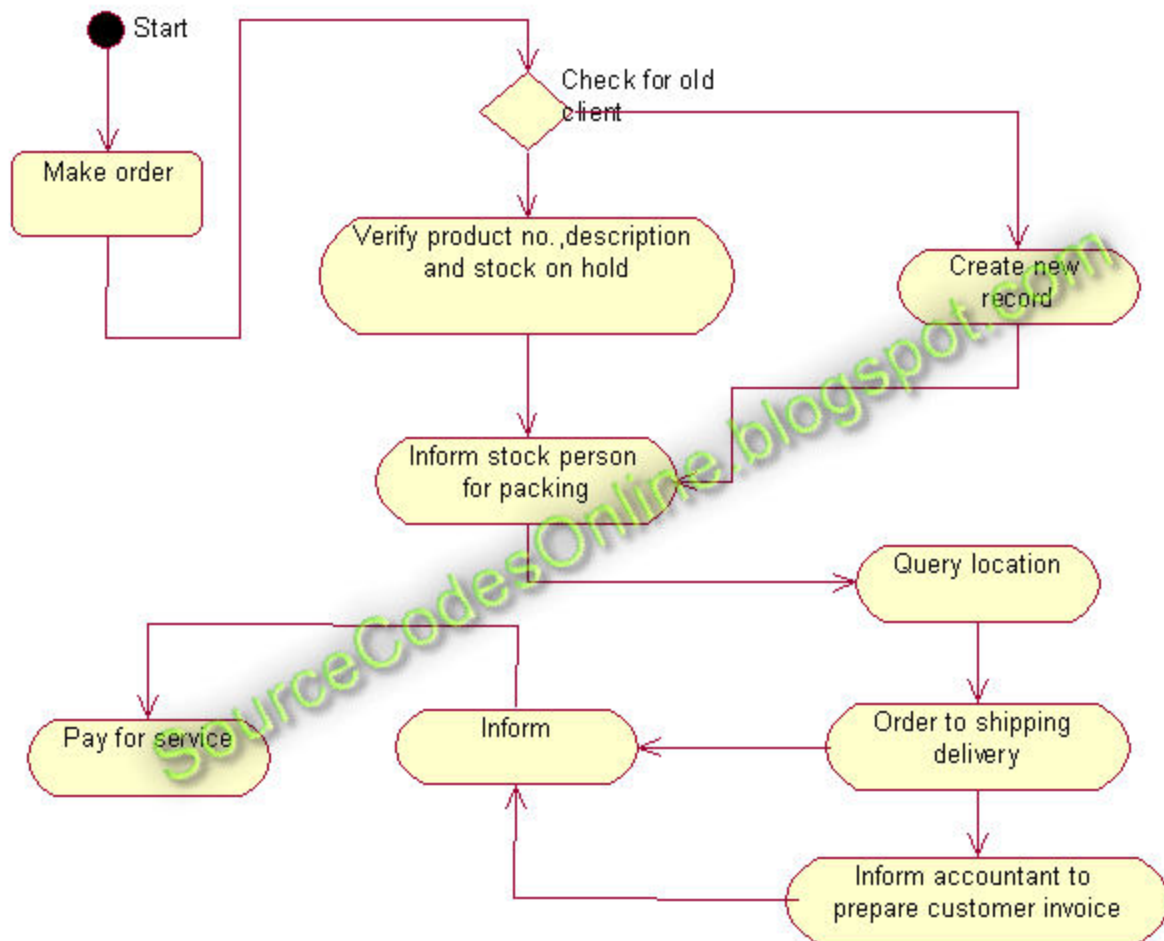 Start
Check for old
client
Make order
Verify product no.,description
and stock on hold
Create new
record
Inform stock person
for packing
Query location
Pay for service
Inform
Order to shipping
delivery
Inform accountant to
prepare customer invoice
SourceCodesOnline.blogspot.com